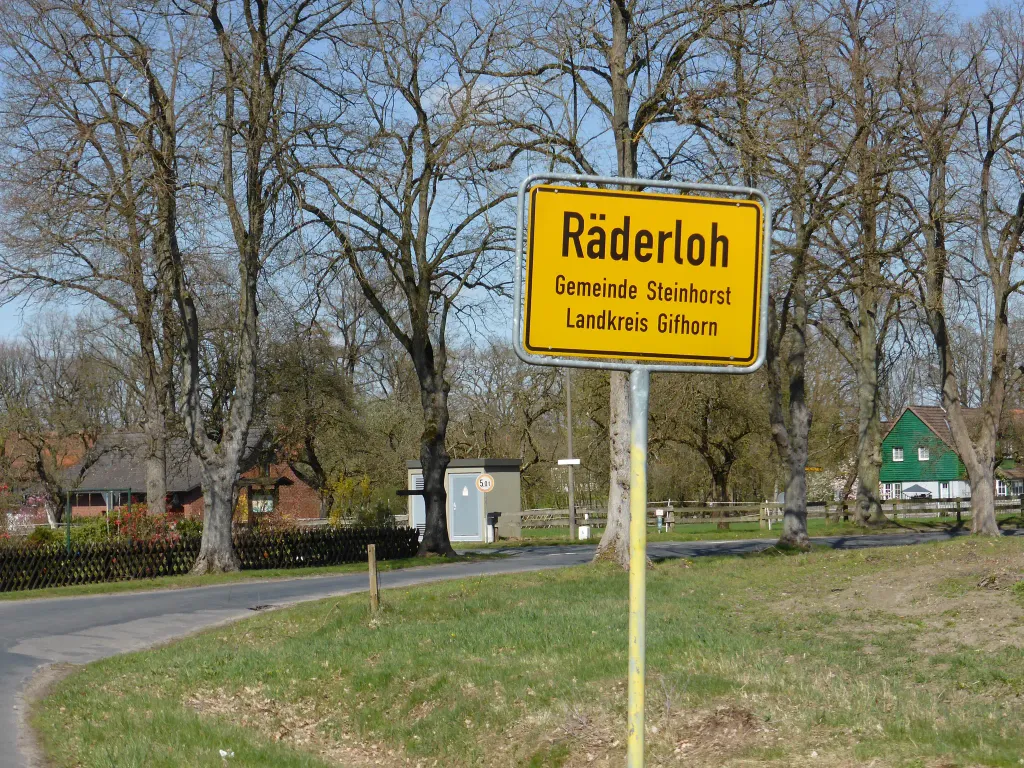 Räderloh
Gemeinde Steinhorst
Landkreis Gifhorn